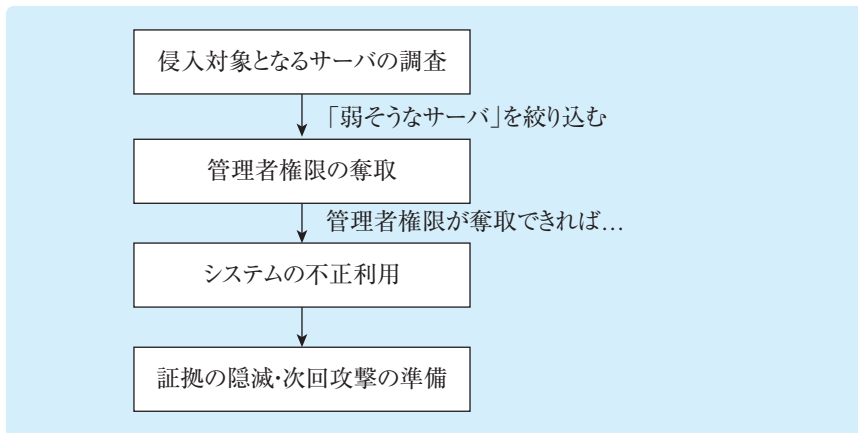 侵入対象となるサーバの調査
「弱そうなサーバ」を絞り込む
管理者権限の奪取
管理者権限が奪取できれば…
システムの不正利用
証拠の隠滅・次回攻撃の準備